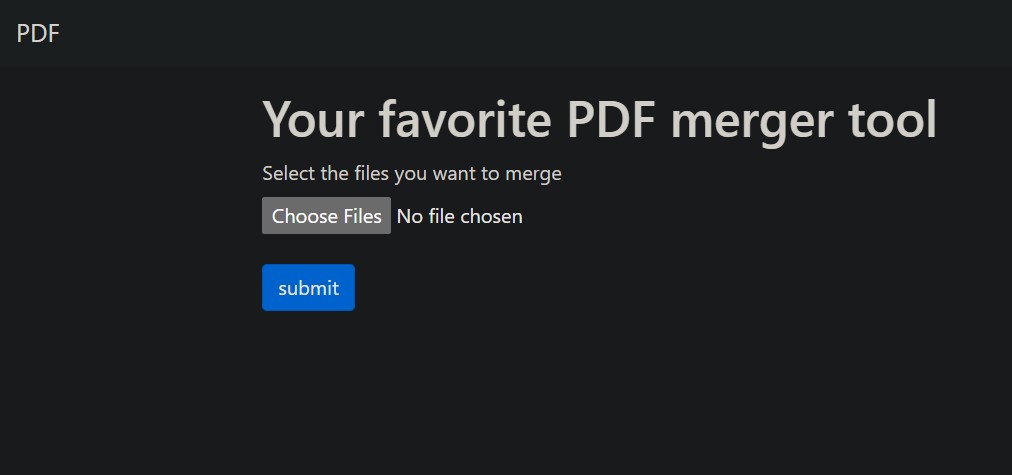 PDF
Your favorite PDF merger tool
Select the files you want to merge
Choose Files No file chosen
submit